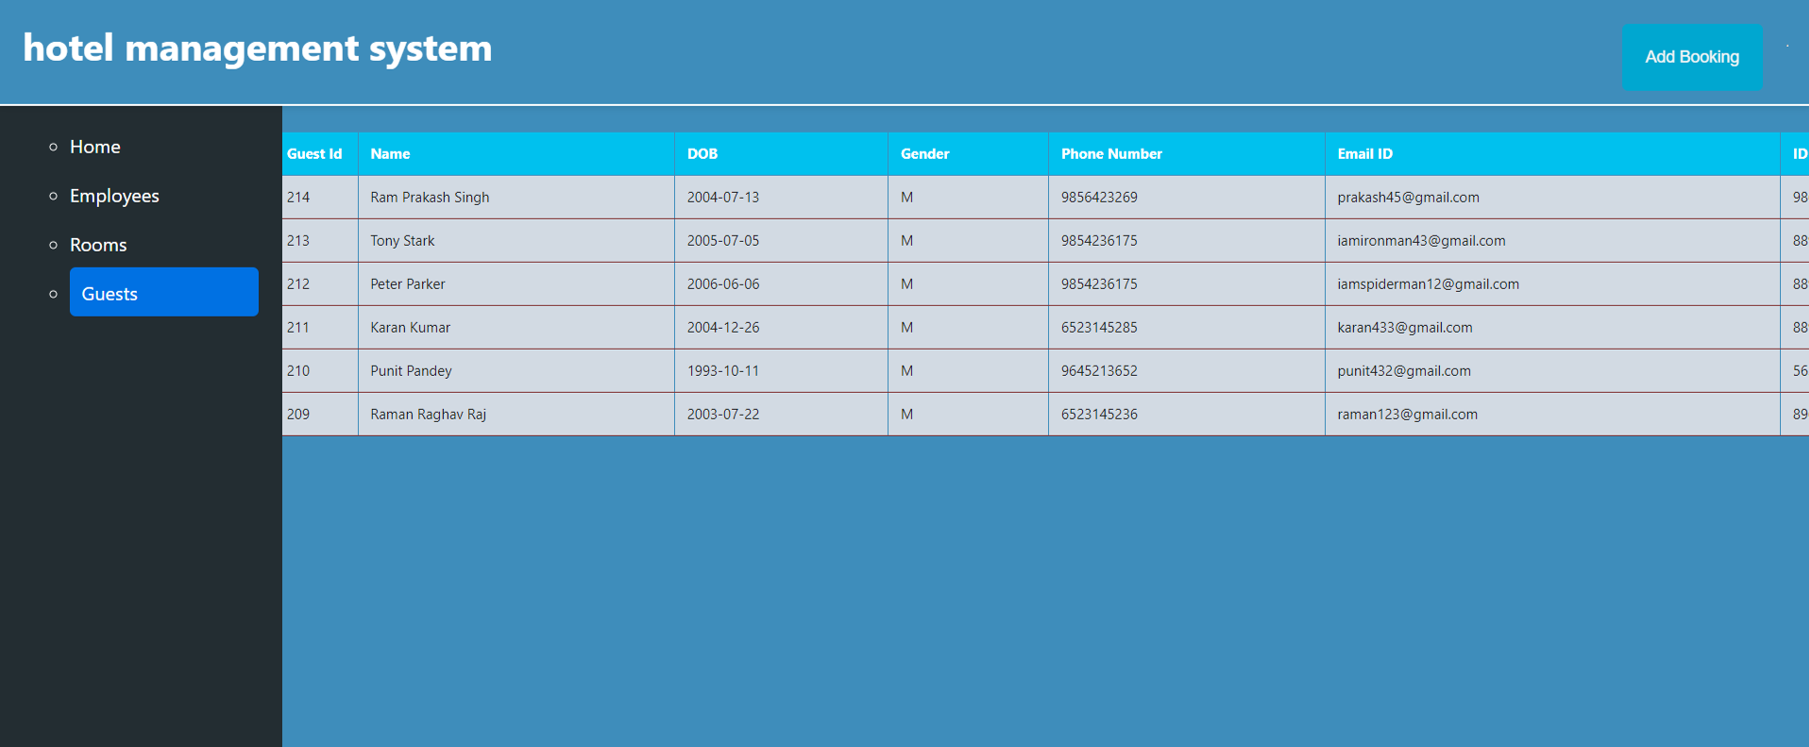 hotel management system
Add Booking
Home
Employees
Rooms
Guests
Guest Id Name DOB Gender Phone Number Email ID ID
214 Ram Prakash Singh 2004-07-13 M 9856423269 prakash45@gmail.com 98
213 Tony Stark 2005-07-05 M 9854236175 iamironman43@gmail.com 88
212 Peter Parker 2006-06-06 M 9854236175 iamspiderman12@gmail.com 88
211 Karan Kumar 2004-12-26 M 6523145285 karan433@gmail.com 88
210 Punit Pandey 1993-10-11 M 9645213652 punit432@gmail.com 56
209 Raman Raghav Raj 2003-07-22 M 6523145236 raman123@gmail.com 89